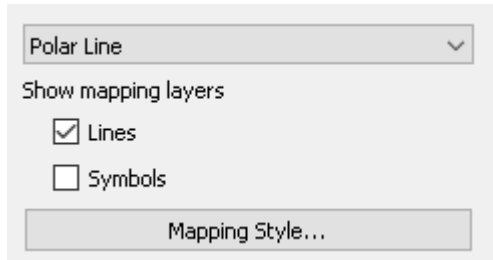 Polar Line
Show mapping layers
Lines
Symbols
Mapping Style...